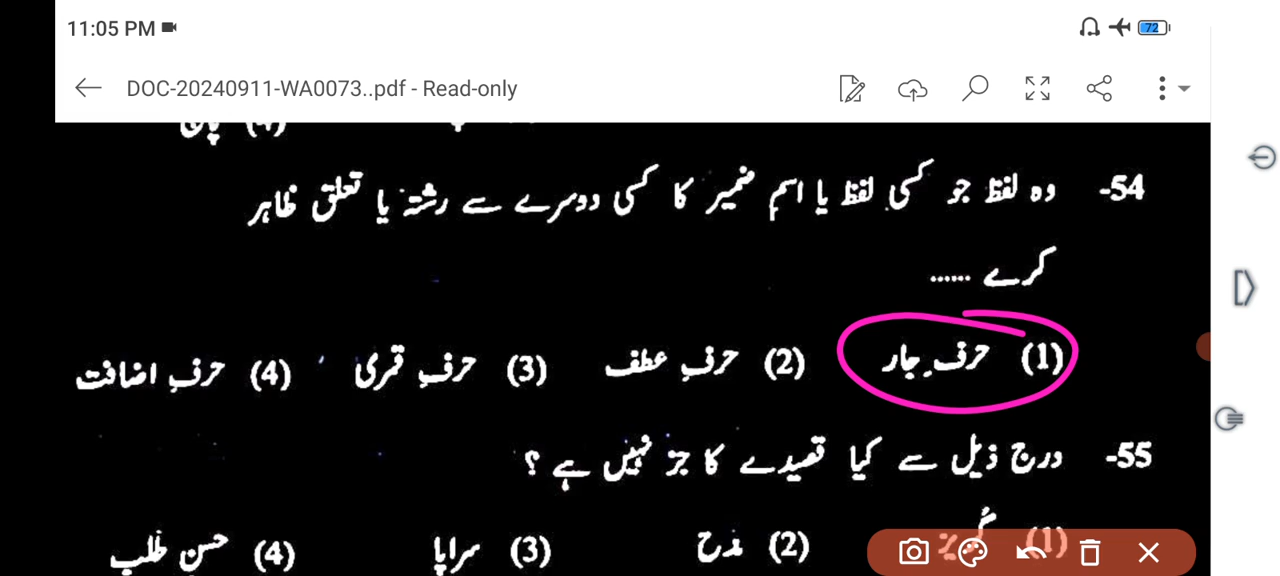 11:05 PM
72
DOC-20240911-WA0073..pdf - Read-only
54- وہ لفظ جو کسی لفظ یا اسم ضمیر کا کسی دوسرے سے رشتہ یا تعلق ظاہر
کرے ......
(1) حرفِ جار (2) حرفِ عطف (3) حرفِ قمری (4) حرفِ اضافت
55- درج ذیل سے کیا قصیدے کا جز نہیں ہے ؟
(1) (2) مدح (3) سراپا (4) حسنِ طلب